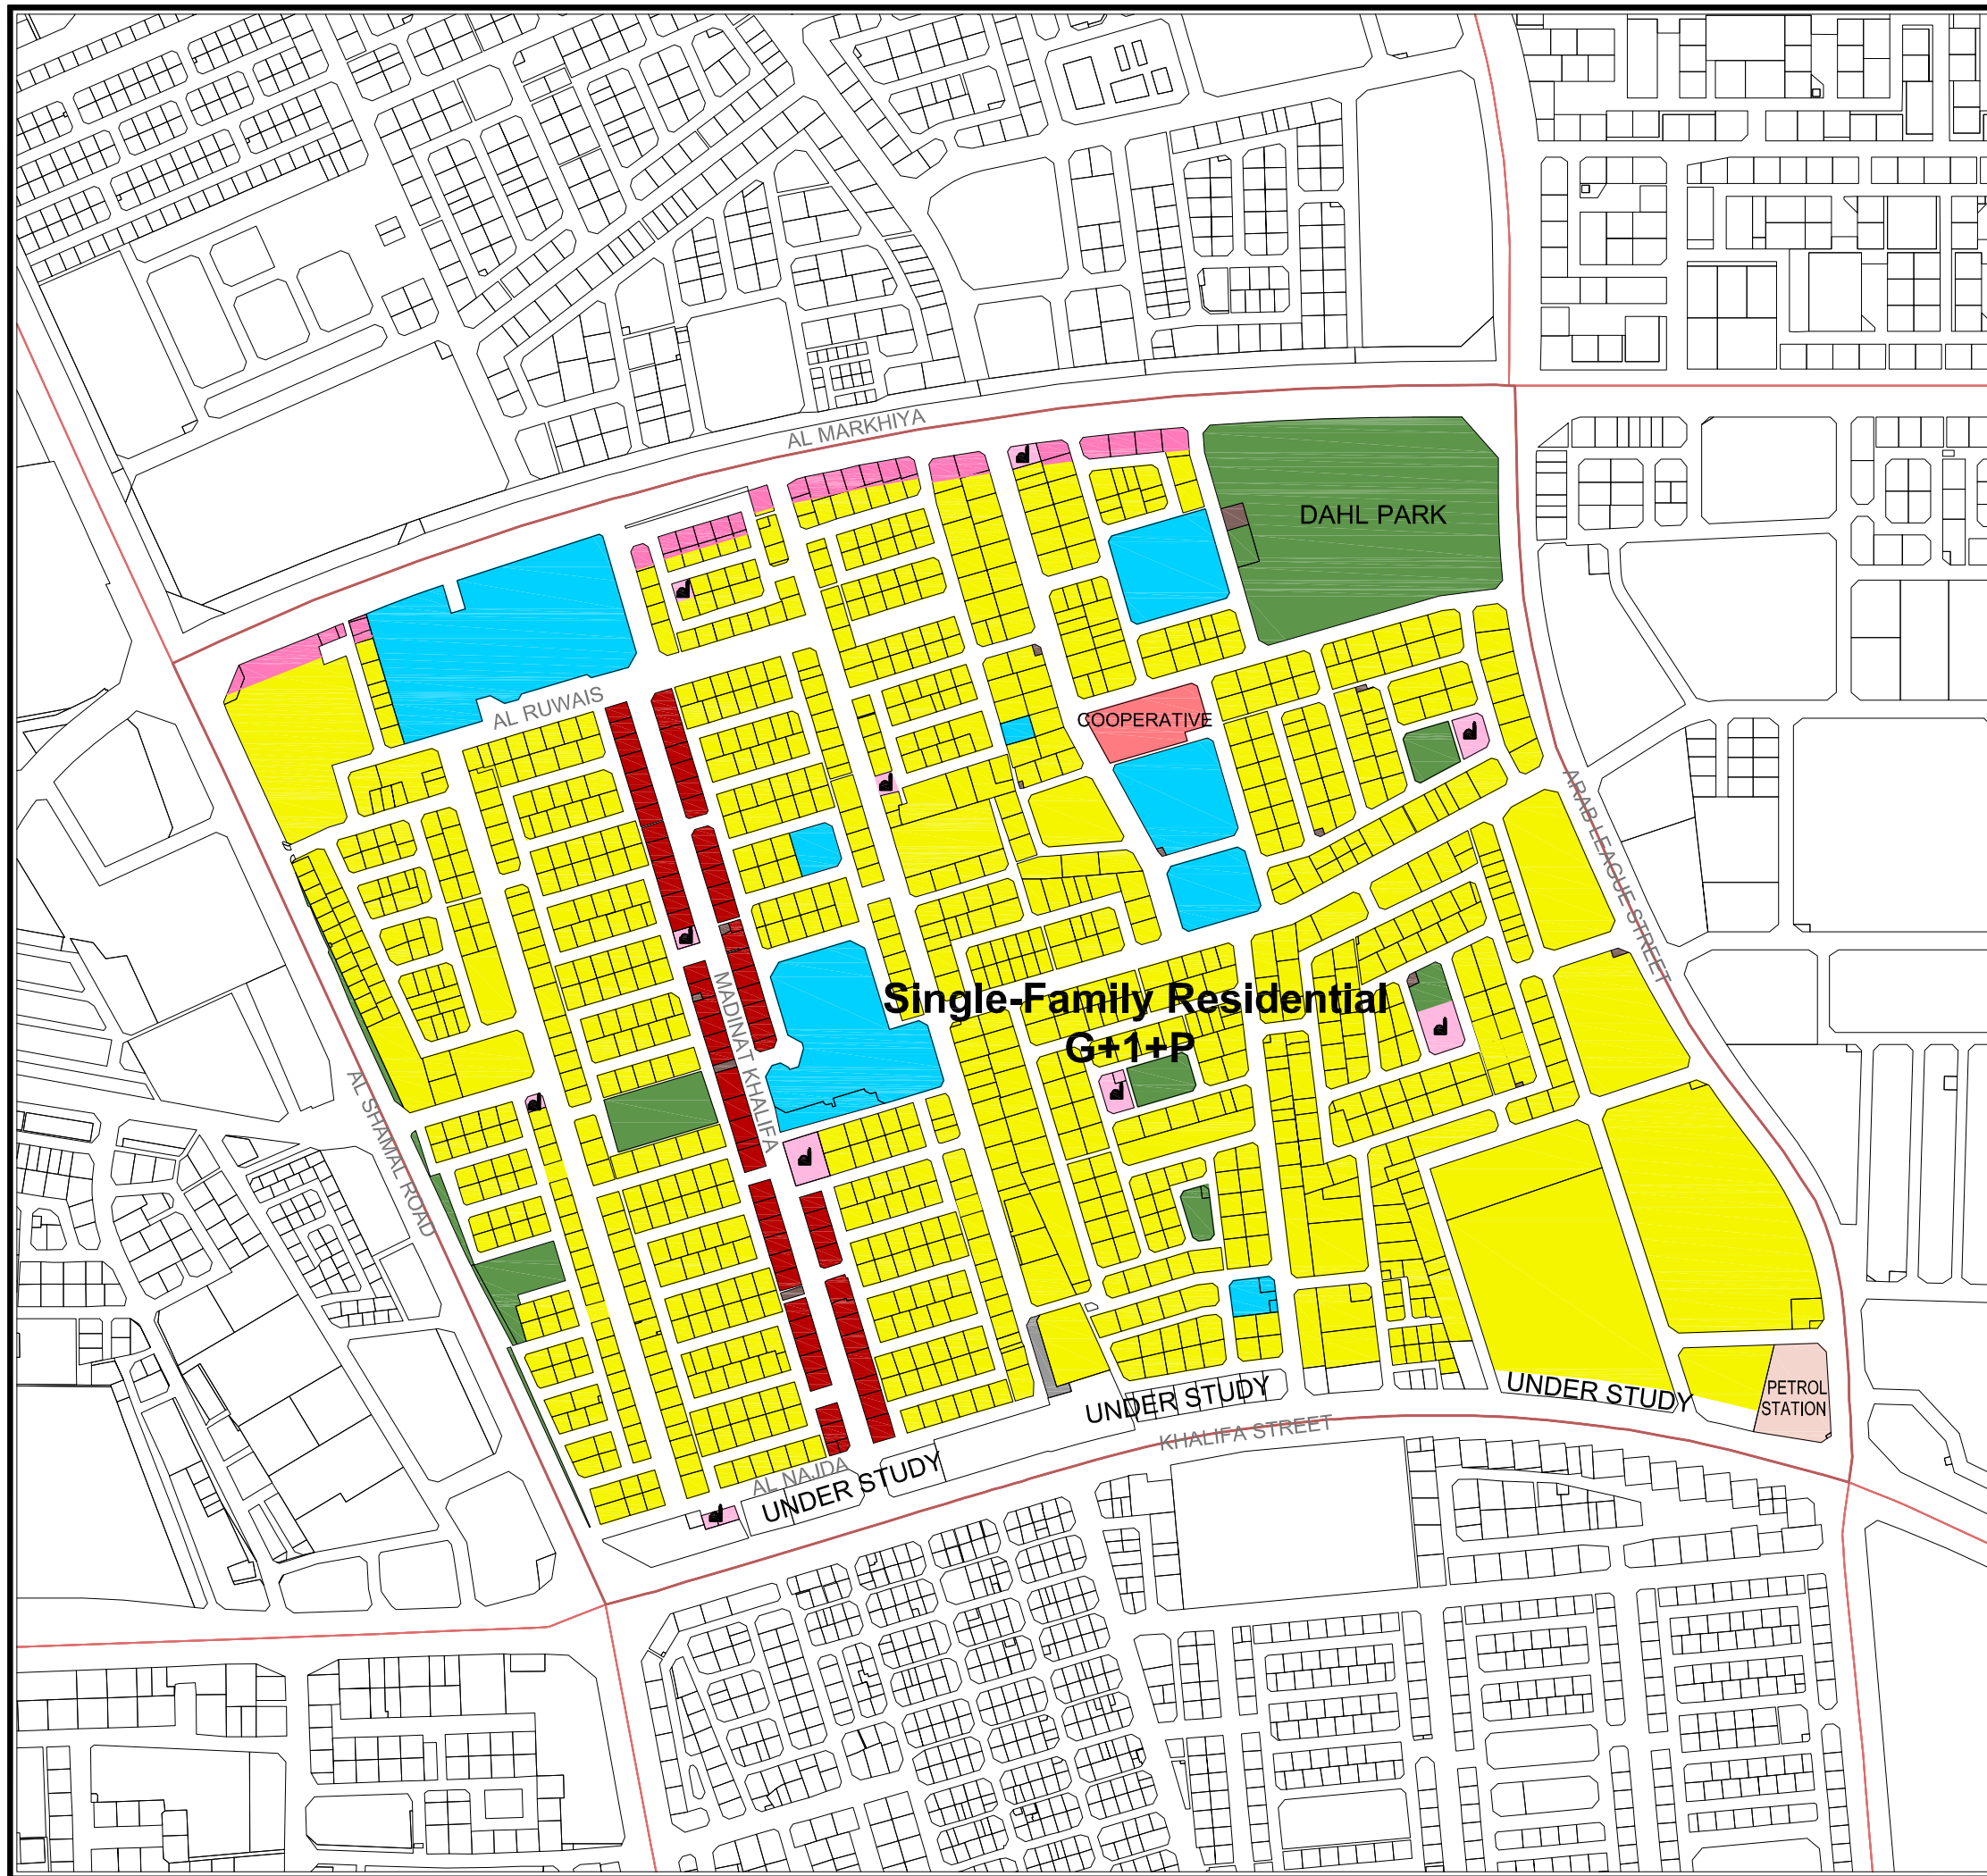 AL MARKHIYA
DAHL PARK
AL RUWAIS
COOPERATIVE
ARAB LEAGUE STREET
MADINAT KHALIFA
Single-Family Residential
G+1+P
AL SHAMAL ROAD
UNDER STUDY
UNDER STUDY
PETROL
STATION
KHALIFA STREET
AL NAJDA
UNDER STUDY